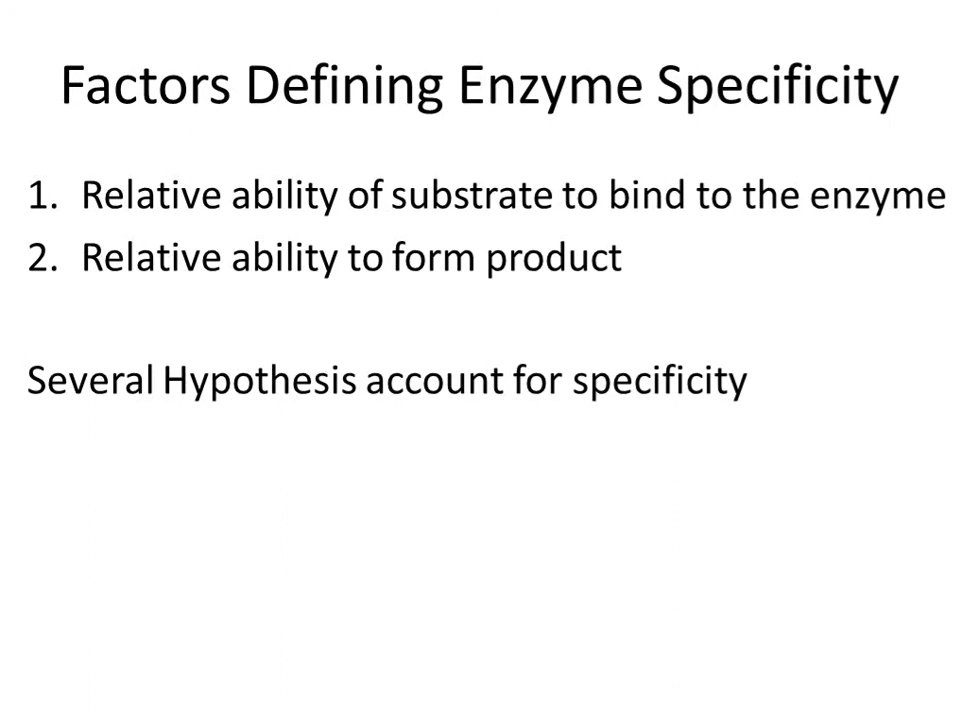 Factors Defining Enzyme Specificity
1. Relative ability of substrate to bind to the enzyme
2. Relative ability to form product
Several Hypothesis account for specificity